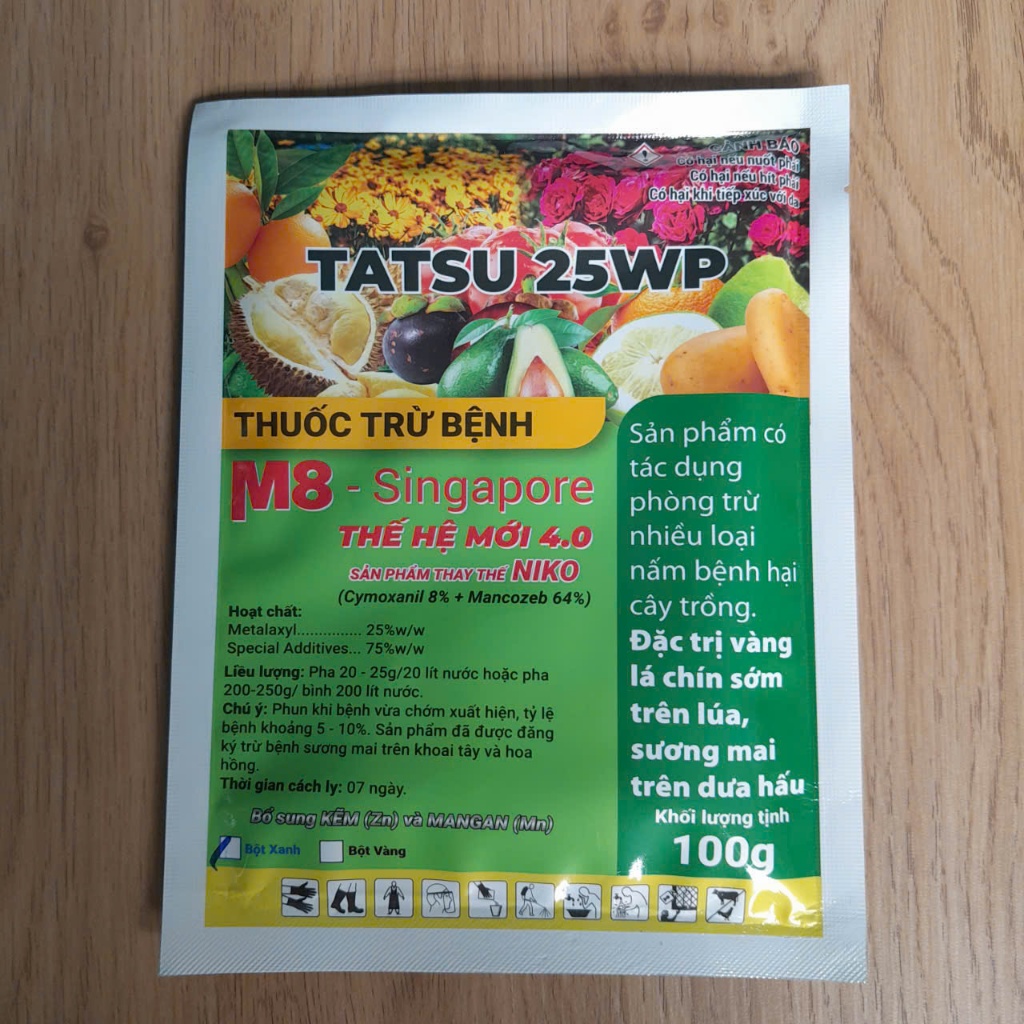 CẢNH BÁO
Có hại nếu nuốt phải
Có hại nếu hít phải
Có hại khi tiếp xúc với da
TATSU 25WP
THUỐC TRỪ BỆNH
M8 - Singapore
THẾ HỆ MỚI 4.0
SẢN PHẨM THAY THẾ NIKO
(Cymoxanil 8% + Mancozeb 64%)
Hoạt chất:
Metalaxyl............... 25%w/w
Special Additives... 75%w/w
Liều lượng: Pha 20 - 25g/20 lít nước hoặc pha
200-250g/ bình 200 lít nước.
Chú ý: Phun khi bệnh vừa chớm xuất hiện, tỷ lệ
bệnh khoảng 5 - 10%. Sản phẩm đã được đăng
ký trừ bệnh sương mai trên khoai tây và hoa
hồng.
Thời gian cách ly: 07 ngày.
Bổ sung KẼM (Zn) và MANGAN (Mn)
Bột Xanh Bột Vàng
Sản phẩm có
tác dụng
phòng trừ
nhiều loại
nấm bệnh hại
cây trồng.
Đặc trị vàng
lá chín sớm
trên lúa,
sương mai
trên dưa hấu
Khối lượng tịnh
100g